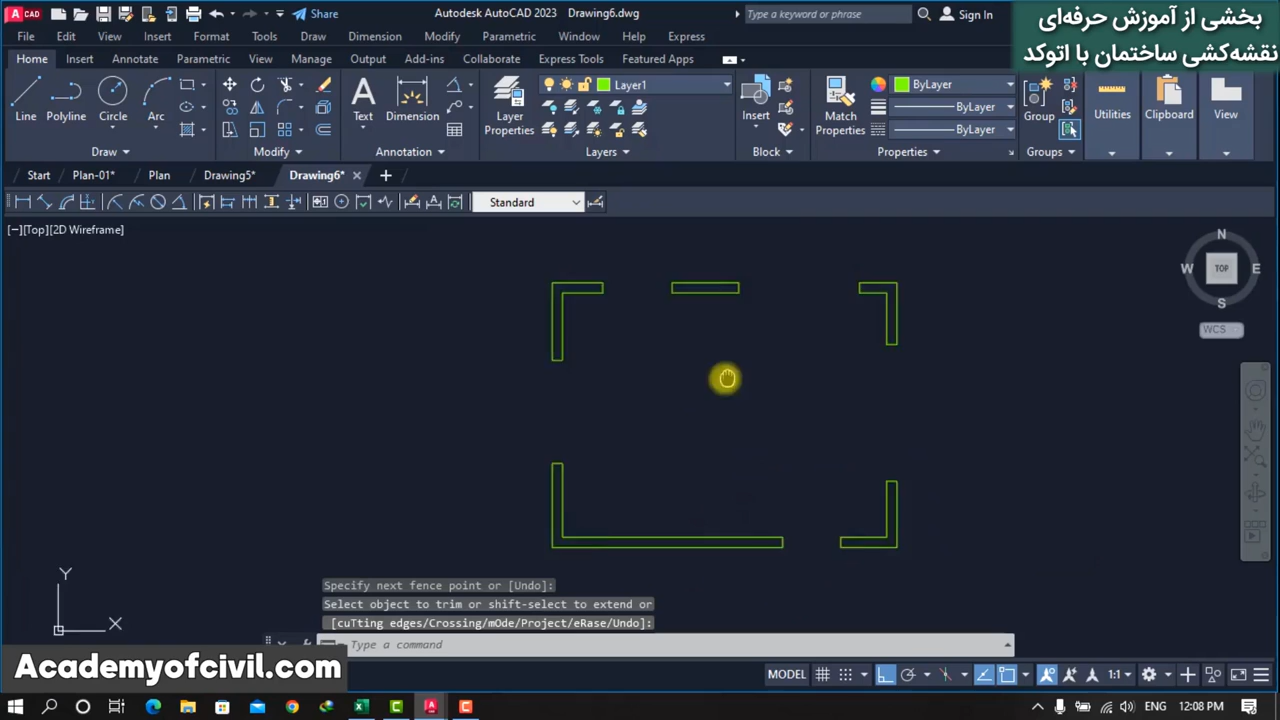 Autodesk AutoCAD 2023 Drawing6.dwg
Share
Type a keyword or phrase
Sign In
بخشی از آموزش حرفه‌ای
نقشه‌کشی ساختمان با اتوکد
File Edit View Insert Format Tools Draw Dimension Modify Parametric Window Help Express
Home Insert Annotate Parametric View Manage Output Add-ins Collaborate Express Tools Featured Apps
Line Polyline Circle Arc
Text Dimension
Layer Properties
Layer1
Insert
Match Properties
ByLayer
ByLayer
ByLayer
Group
Utilities
Clipboard
View
Draw Modify Annotation Layers Block Properties Groups
Start Plan-01* Plan Drawing5* Drawing6*
Standard
[−][Top][2D Wireframe]
N
W TOP E
S
WCS
Y
X
Specify next fence point or [Undo]:
Select object to trim or shift-select to extend or
[cuTting edges/Crossing/mOde/Project/eRase/Undo]:
Type a command
Academyofcivil.com
MODEL 1:1
ENG 12:08 PM